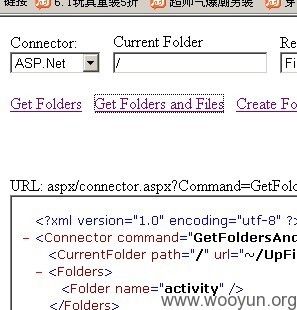 链接 6.1玩具童装5折 超帅气爆潮男装 穿
Connector: Current Folder Re
ASP.Net / Fi
Get Folders Get Folders and Files Create Fo
URL: aspx/connector.aspx?Command=GetFold
<?xml version="1.0" encoding="utf-8" ?>
– <Connector command="GetFoldersAnd
<CurrentFolder path="/" url="~/UpFi
– <Folders>
<Folder name="activity" />
</Folders>
www.wooyun.org